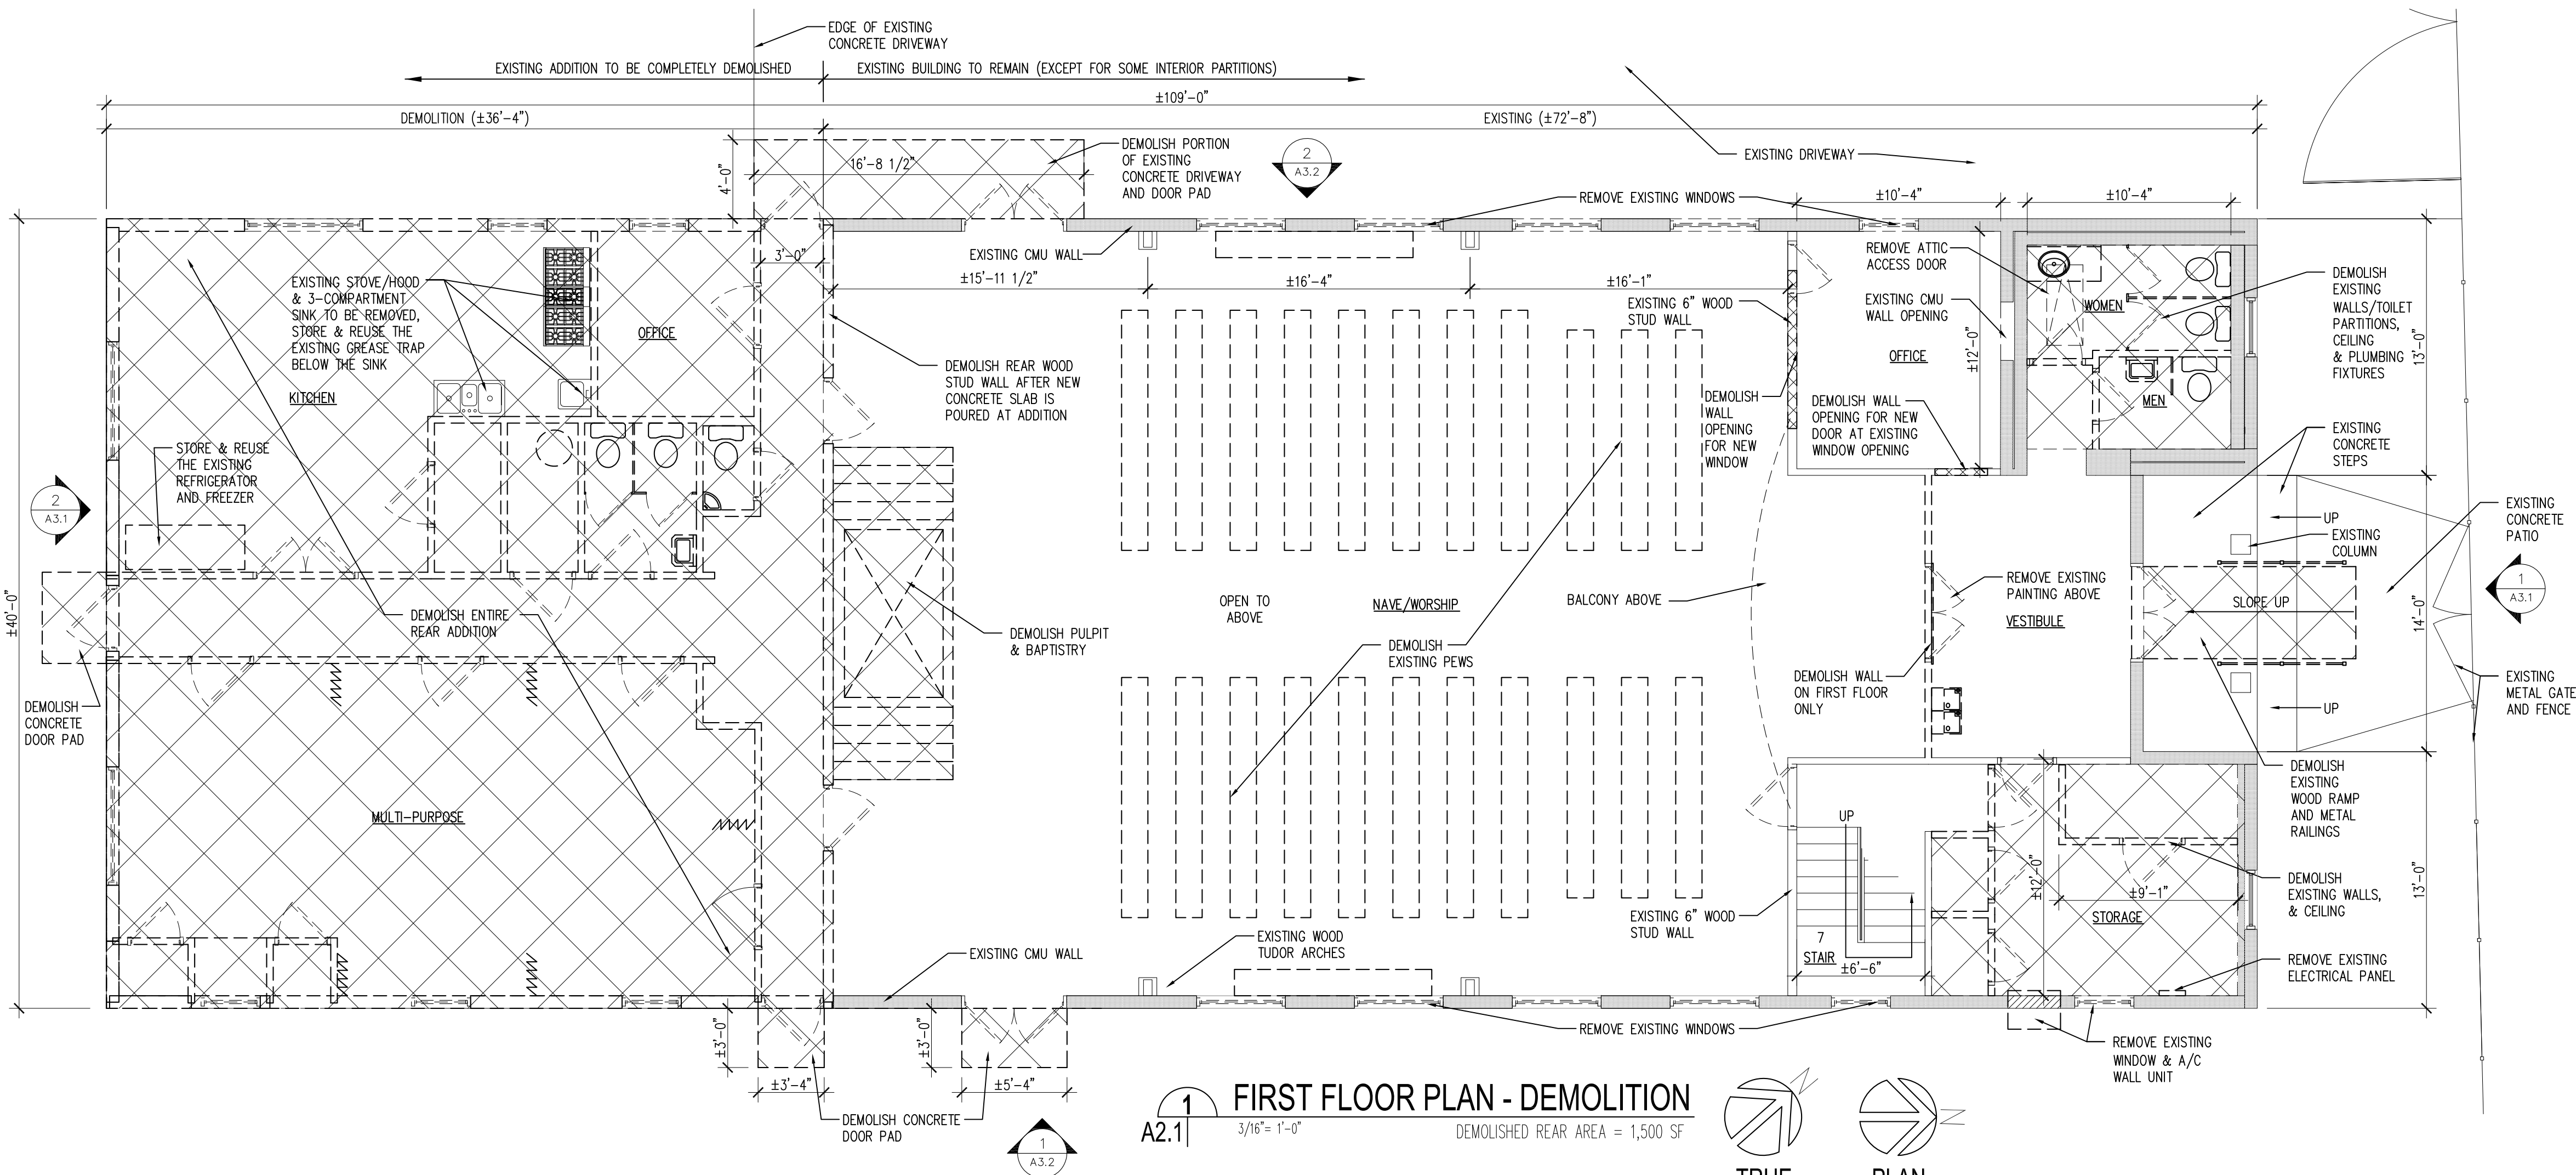 EDGE OF EXISTING
CONCRETE DRIVEWAY
EXISTING ADDITION TO BE COMPLETELY DEMOLISHED
EXISTING BUILDING TO REMAIN (EXCEPT FOR SOME INTERIOR PARTITIONS)
±109'-0"
DEMOLITION (±36'-4")
EXISTING (±72'-8")
4'-0"
16'-8 1/2"
DEMOLISH PORTION
OF EXISTING
CONCRETE DRIVEWAY
AND DOOR PAD
2
A3.2
EXISTING DRIVEWAY
REMOVE EXISTING WINDOWS
±10'-4"
±10'-4"
EXISTING CMU WALL
3'-0"
±15'-11 1/2"
±16'-4"
±16'-1"
EXISTING STOVE/HOOD
& 3-COMPARTMENT
SINK TO BE REMOVED,
STORE & REUSE THE
EXISTING GREASE TRAP
BELOW THE SINK
OFFICE
KITCHEN
DEMOLISH REAR WOOD
STUD WALL AFTER NEW
CONCRETE SLAB IS
POURED AT ADDITION
EXISTING 6" WOOD
STUD WALL
REMOVE ATTIC
ACCESS DOOR
EXISTING CMU
WALL OPENING
OFFICE
±12'-0"
WOMEN
MEN
DEMOLISH
EXISTING
WALLS/TOILET
PARTITIONS,
CEILING
& PLUMBING
FIXTURES
13'-0"
DEMOLISH
WALL
OPENING
FOR NEW
WINDOW
DEMOLISH WALL
OPENING FOR NEW
DOOR AT EXISTING
WINDOW OPENING
EXISTING
CONCRETE
STEPS
STORE & REUSE
THE EXISTING
REFRIGERATOR
AND FREEZER
2
A3.1
±40'-0"
UP
EXISTING
COLUMN
EXISTING
CONCRETE
PATIO
1
A3.1
DEMOLISH ENTIRE
REAR ADDITION
DEMOLISH PULPIT
& BAPTISTRY
OPEN TO
ABOVE
NAVE/WORSHIP
BALCONY ABOVE
REMOVE EXISTING
PAINTING ABOVE
VESTIBULE
SLOPE UP
14'-0"
DEMOLISH
EXISTING PEWS
DEMOLISH WALL
ON FIRST FLOOR
ONLY
UP
EXISTING
METAL GATE
AND FENCE
DEMOLISH
CONCRETE
DOOR PAD
DEMOLISH
EXISTING
WOOD RAMP
AND METAL
RAILINGS
MULTI-PURPOSE
UP
±12'-0"
±9'-1"
STORAGE
DEMOLISH
EXISTING WALLS,
& CEILING
13'-0"
EXISTING 6" WOOD
STUD WALL
7
STAIR
±6'-6"
EXISTING WOOD
TUDOR ARCHES
EXISTING CMU WALL
REMOVE EXISTING
ELECTRICAL PANEL
±3'-0"
±3'-0"
REMOVE EXISTING WINDOWS
REMOVE EXISTING
WINDOW & A/C
WALL UNIT
±3'-4"
±5'-4"
DEMOLISH CONCRETE
DOOR PAD
1
A3.2
1
A2.1
FIRST FLOOR PLAN - DEMOLITION
3/16"= 1'-0"
DEMOLISHED REAR AREA = 1,500 SF
N
N
TRUE
PLAN